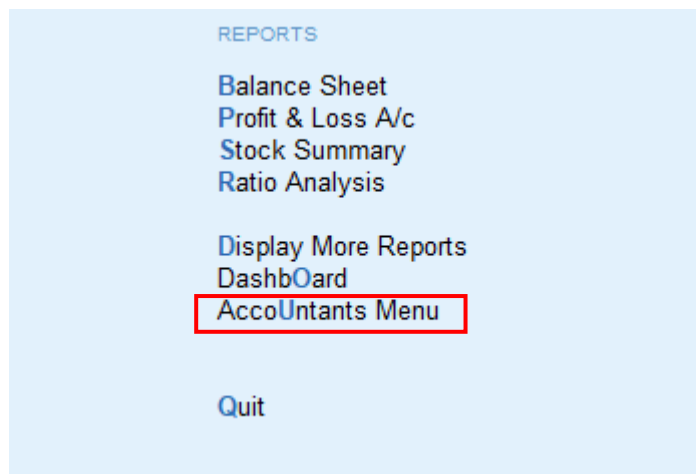 REPORTS
Balance Sheet
Profit & Loss A/c
Stock Summary
Ratio Analysis
Display More Reports
DashbOard
AccoUntants Menu
Quit